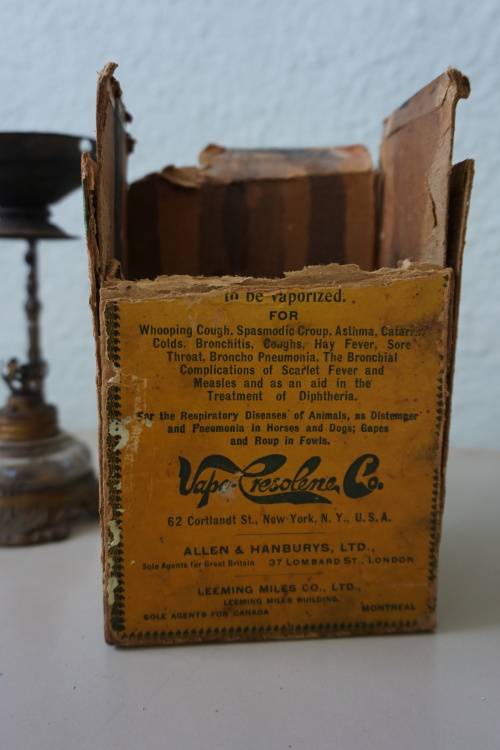 to be vaporized.
FOR
Whooping Cough. Spasmodic Croup. Astma, Catarr
Colds. Bronchitis, Coughs, Hay Fever, Sore
Throat, Broncho Pneumonia. The Bronchial
Complications of Scarlet Fever and
Measles and as an aid in the
Treatment of Diphtheria.
For the Respiratory Diseases of Animals, as Distemper
and Pneumonia in Horses and Dogs; Gapes
and Roup in Fowls.
Vapo-Cresolene Co.
62 Cortlandt St., New York, N. Y., U. S. A.
ALLEN & HANBURYS, LTD.,
Sole Agents for Great Britain 37 LOMBARD ST., LONDON
LEEMING MILES CO., LTD.,
LEEMING MILES BUILDING,
SOLE AGENTS FOR CANADA MONTREAL